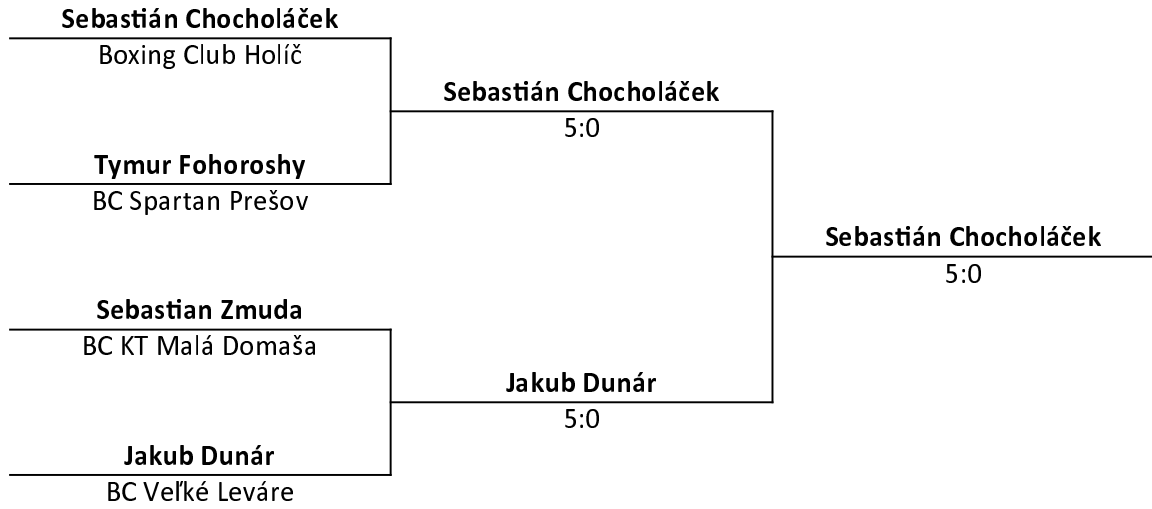 Sebastián Chocholáček
Boxing Club Holíč
Sebastián Chocholáček
5:0
Tymur Fohoroshy
BC Spartan Prešov
Sebastián Chocholáček
5:0
Sebastian Zmuda
BC KT Malá Domaša
Jakub Dunár
5:0
Jakub Dunár
BC Veľké Leváre